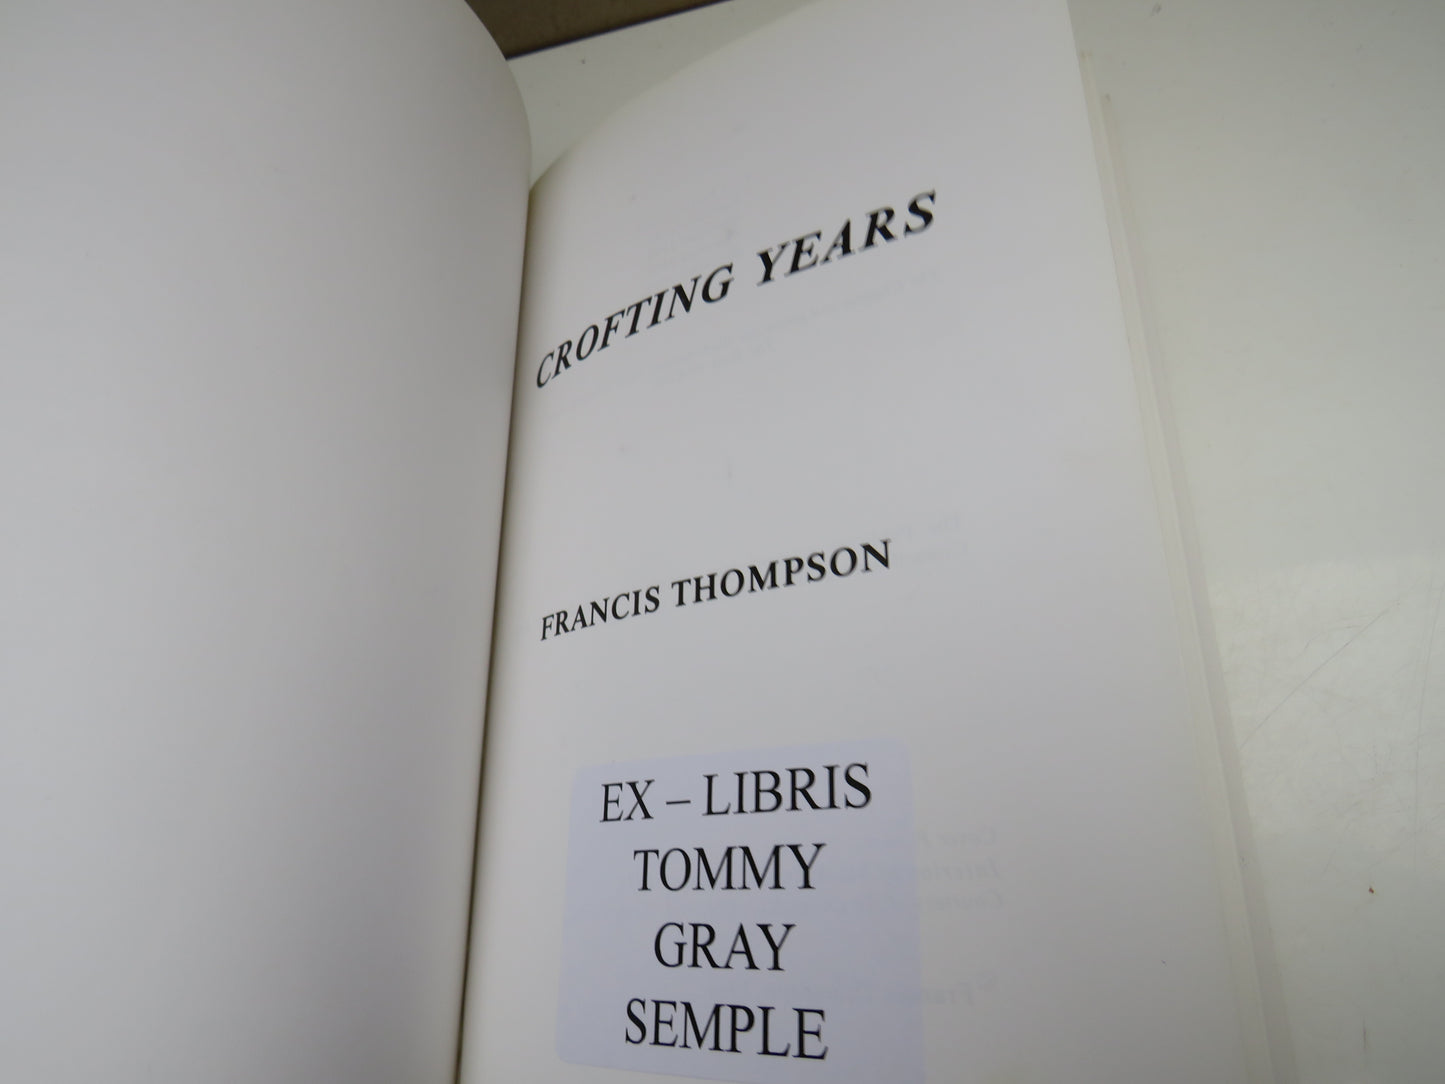 CROFTING YEARS
FRANCIS THOMPSON
EX – LIBRIS
TOMMY
GRAY
SEMPLE